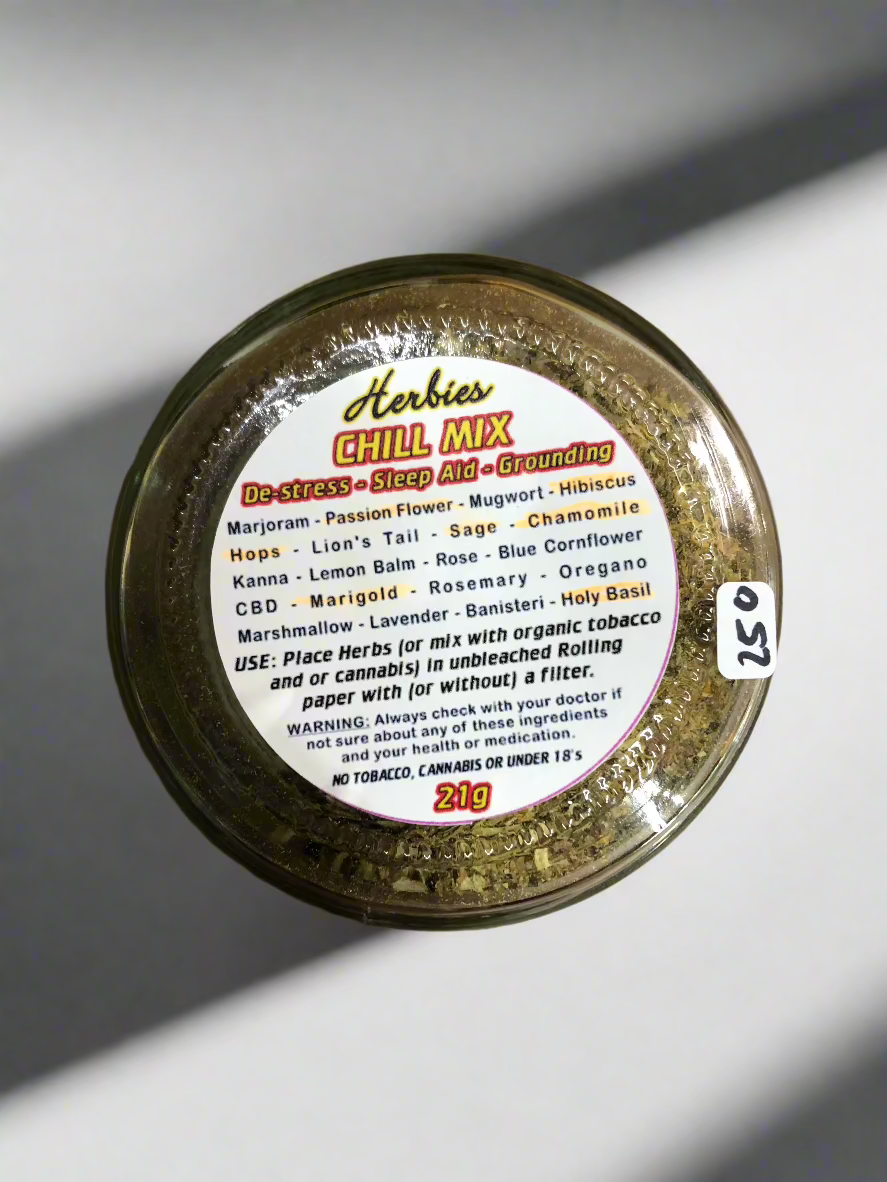 Herbies
CHILL MIX
De-stress - Sleep Aid - Grounding
Marjoram - Passion Flower - Mugwort - Hibiscus
Hops - Lion's Tail - Sage - Chamomile
Kanna - Lemon Balm - Rose - Blue Cornflower
CBD - Marigold - Rosemary - Oregano
Marshmallow - Lavender - Banisteri - Holy Basil
USE: Place Herbs (or mix with organic tobacco
and or cannabis) in unbleached Rolling
paper with (or without) a filter.
WARNING: Always check with your doctor if
not sure about any of these ingredients
and your health or medication.
NO TOBACCO, CANNABIS OR UNDER 18's
21g
250